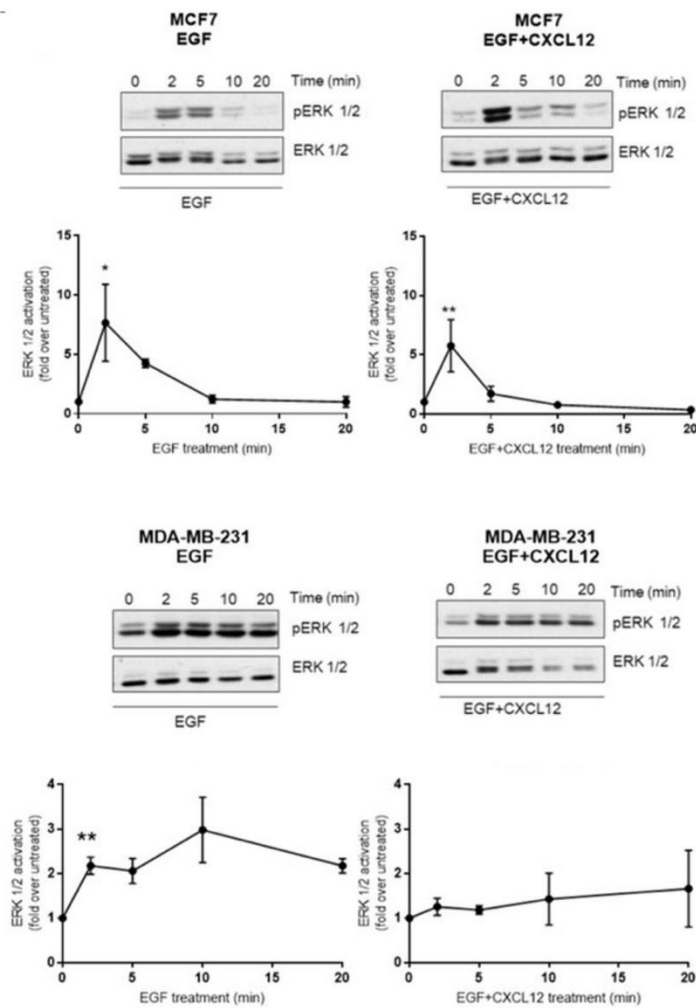 MCF7
EGF
0 2 5 10 20 Time (min)
pERK 1/2
ERK 1/2
EGF
MCF7
EGF+CXCL12
0 2 5 10 20 Time (min)
pERK 1/2
ERK 1/2
EGF+CXCL12
ERK 1/2 activation
(fold over untreated)
15
10
5
0
*
0 5 10 15 20
EGF treatment (min)
ERK 1/2 activation
(fold over untreated)
15
10
5
0
**
0 5 10 15 20
EGF+CXCL12 treatment (min)
MDA-MB-231
EGF
0 2 5 10 20 Time (min)
pERK 1/2
ERK 1/2
EGF
MDA-MB-231
EGF+CXCL12
0 2 5 10 20 Time (min)
pERK 1/2
ERK 1/2
EGF+CXCL12
ERK 1/2 activation
(fold over untreated)
4
3
2
1
0
**
0 5 10 15 20
EGF treatment (min)
ERK 1/2 activation
(fold over untreated)
4
3
2
1
0
0 5 10 15 20
EGF+CXCL12 treatment (min)